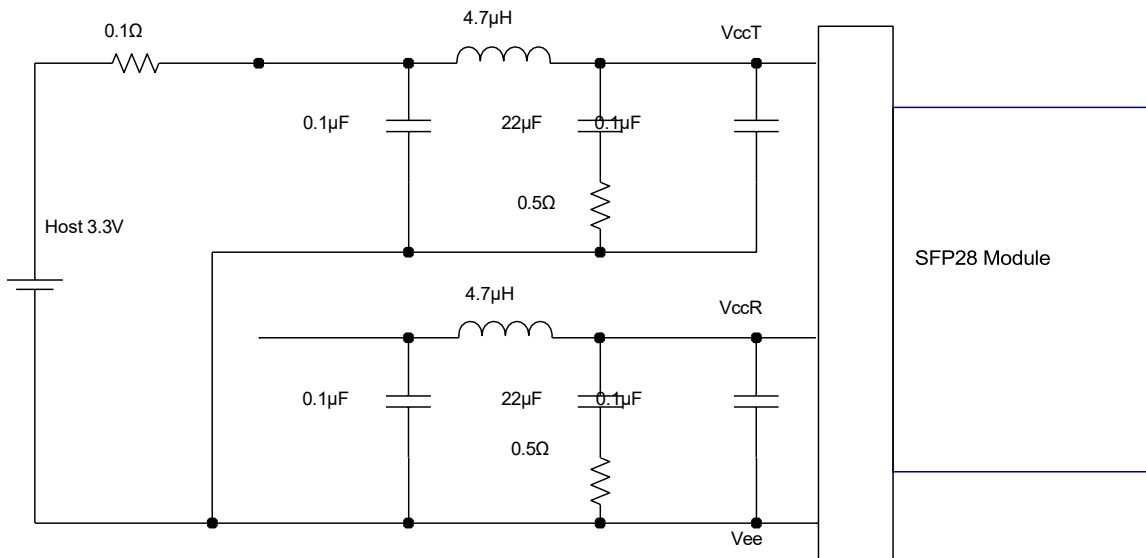 4.7µH
0.1Ω
VccT
0.1µF
22µF
0.1µF
0.5Ω
Host 3.3V
SFP28 Module
4.7µH
VccR
0.1µF
22µF
0.1µF
0.5Ω
Vee